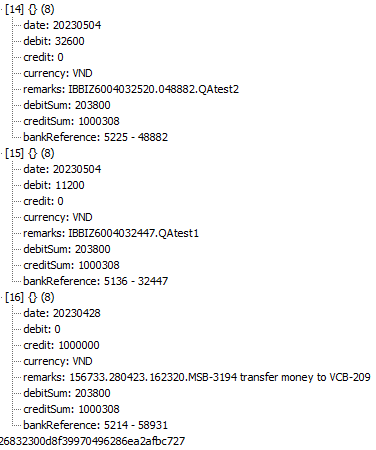 [14] {} (8)
date: 20230504
debit: 32600
credit: 0
currency: VND
remarks: IBBIZ6004032520.048882.QAtest2
debitSum: 203800
creditSum: 1000308
bankReference: 5225 - 48882
[15] {} (8)
date: 20230504
debit: 11200
credit: 0
currency: VND
remarks: IBBIZ6004032447.QAtest1
debitSum: 203800
creditSum: 1000308
bankReference: 5136 - 32447
[16] {} (8)
date: 20230428
debit: 0
credit: 1000000
currency: VND
remarks: 156733.280423.162320.MSB-3194 transfer money to VCB-209
debitSum: 203800
creditSum: 1000308
bankReference: 5214 - 58931
26832300d8f39970496286ea2afbc727